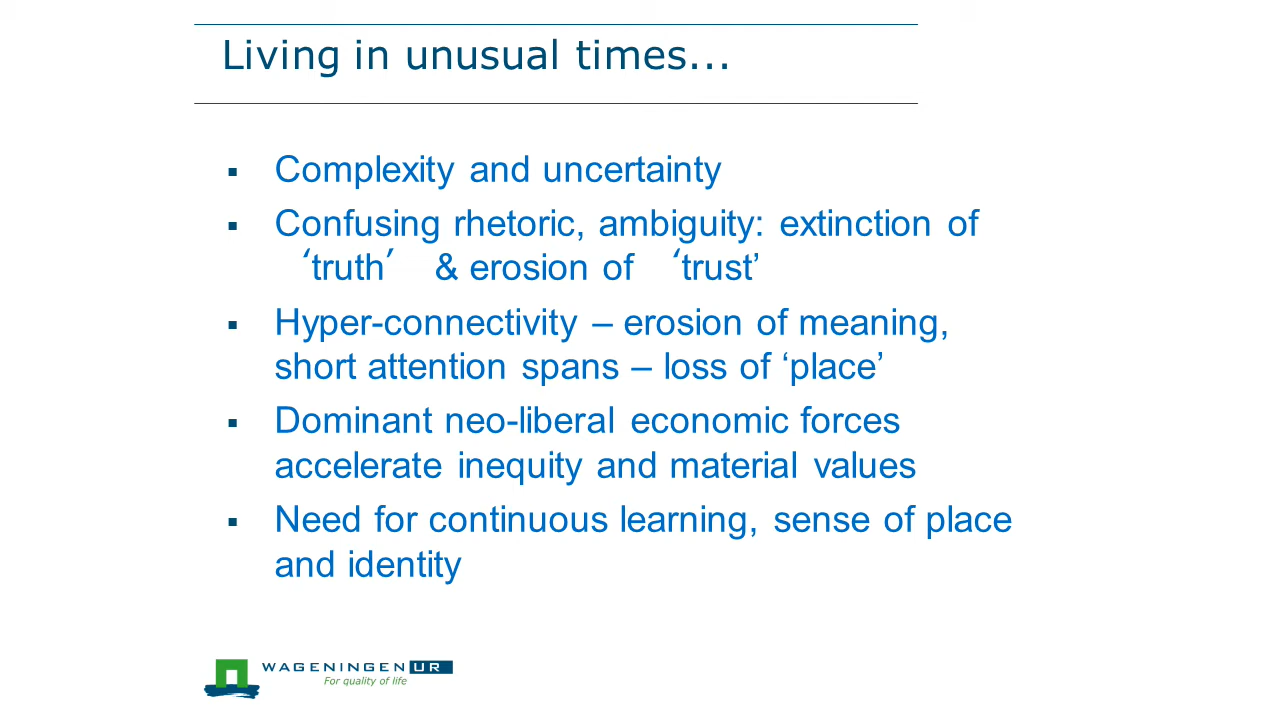 Living in unusual times...
▪ Complexity and uncertainty
▪ Confusing rhetoric, ambiguity: extinction of
‘truth’ & erosion of ‘trust’
▪ Hyper-connectivity – erosion of meaning,
short attention spans – loss of ‘place’
▪ Dominant neo-liberal economic forces
accelerate inequity and material values
▪ Need for continuous learning, sense of place
and identity
WAGENINGEN UR
For quality of life